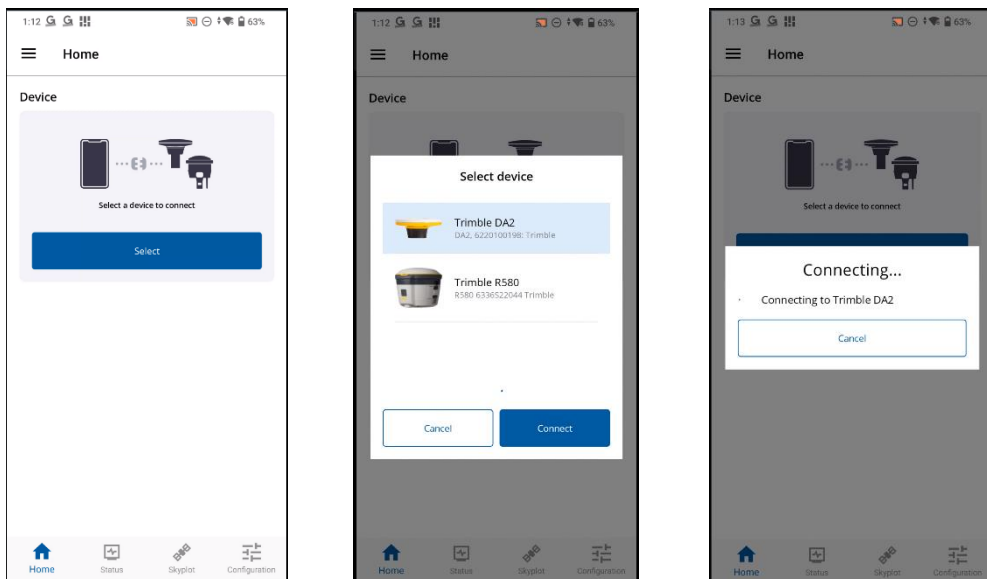 1:12 G G 63%
Home
Device
Select a device to connect
Select
Home Status Skyplot Configuration
1:12 G G 63%
Home
Device
Select device
Trimble DA2
DA2, 6220100198: Trimble
Trimble R580
R580 6336522044 Trimble
Cancel Connect
Home Status Skyplot Configuration
1:13 G G 63%
Home
Device
Select a device to connect
Connecting...
Connecting to Trimble DA2
Cancel
Home Status Skyplot Configuration